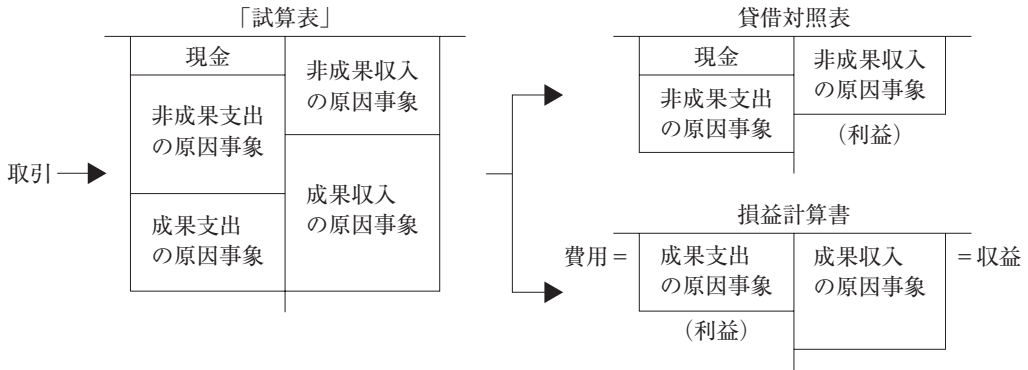 「試算表」
現金
非成果支出
の原因事象
成果支出
の原因事象
非成果収入
の原因事象
成果収入
の原因事象
取引
貸借対照表
現金
非成果支出
の原因事象
非成果収入
の原因事象
（利益）
損益計算書
費用＝
成果支出
の原因事象
（利益）
成果収入
の原因事象
＝収益